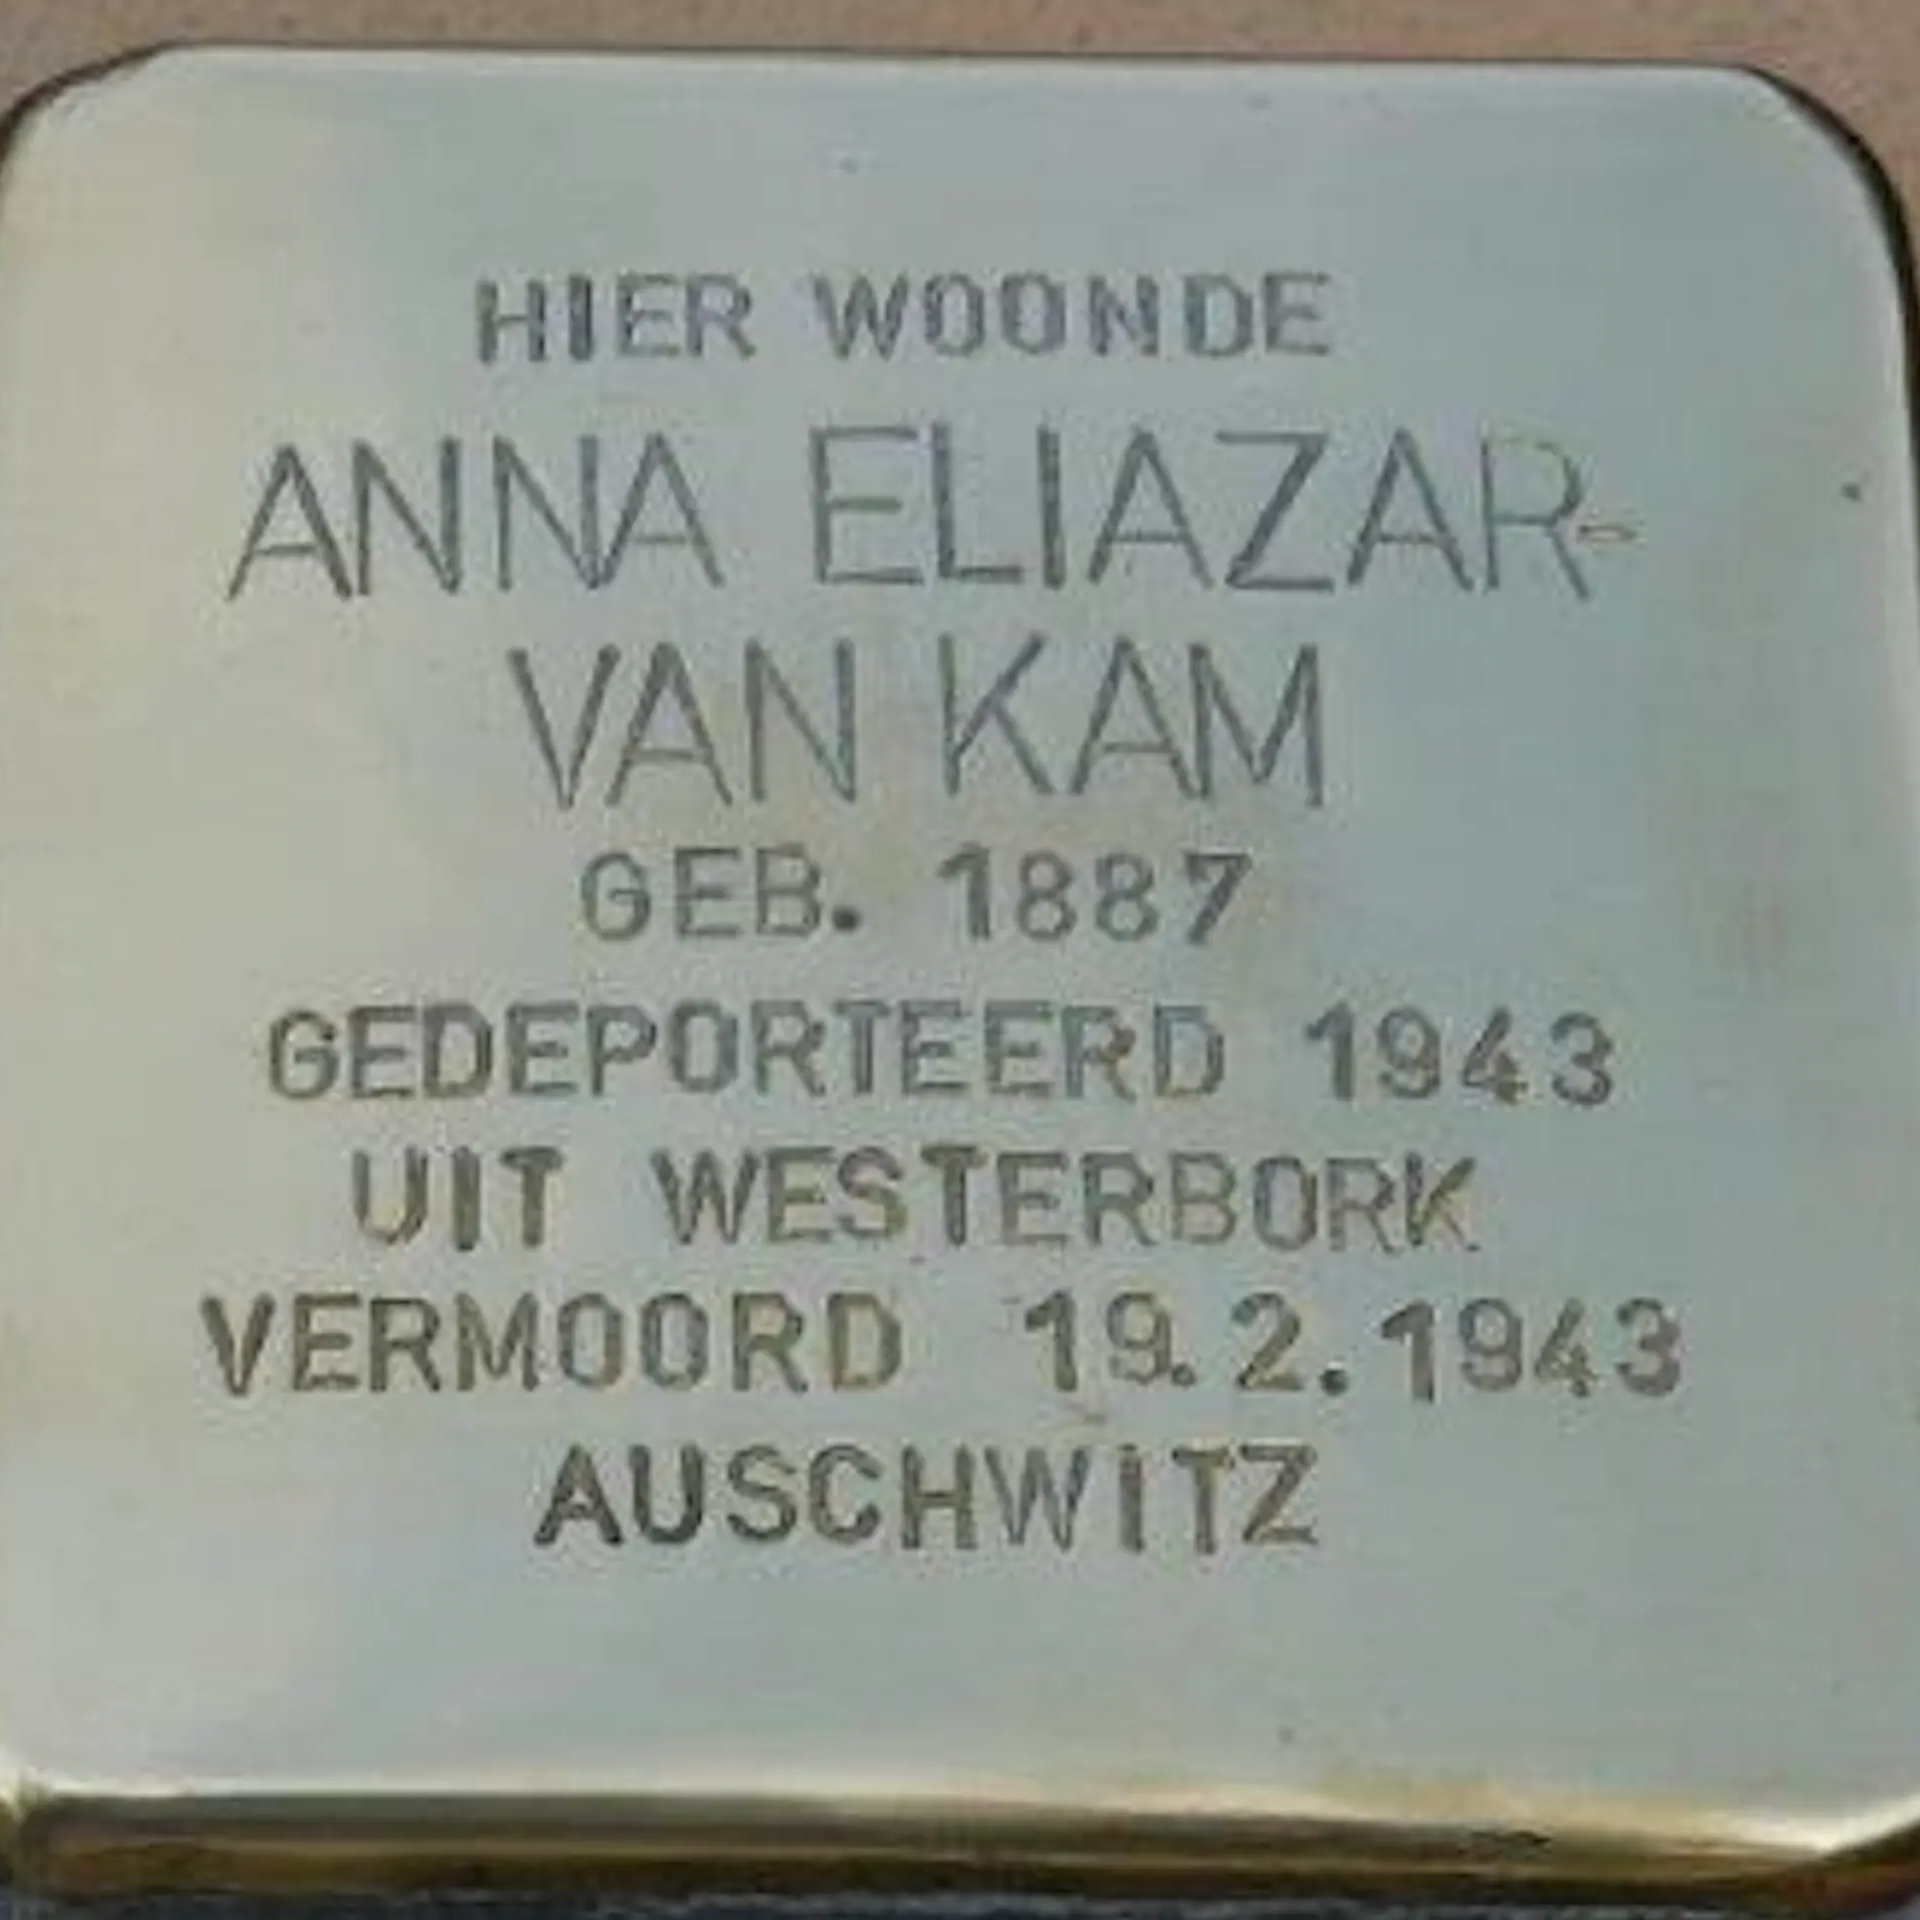 HIER WOONDE
ANNA ELIAZAR-
VAN KAM
GEB. 1887
GEDEPORTEERD 1943
UIT WESTERBORK
VERMOORD 19.2.1943
AUSCHWITZ